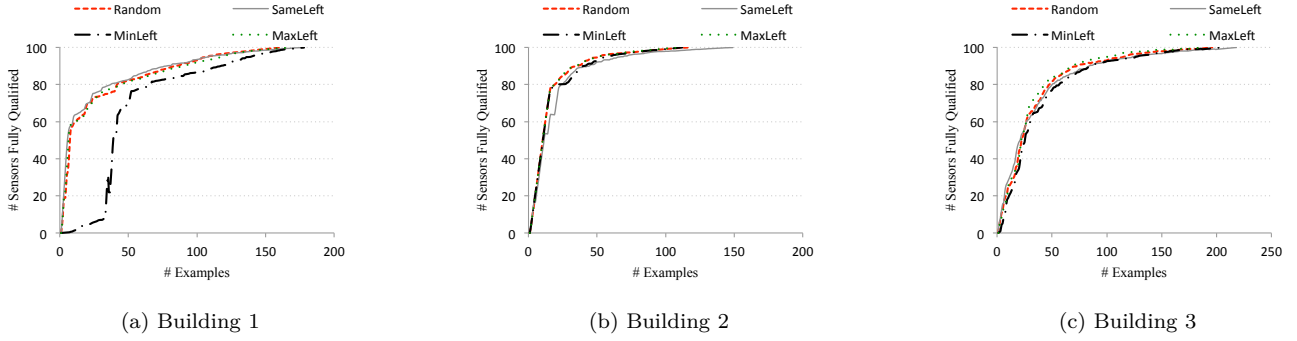 Random
SameLeft
MinLeft
MaxLeft
# Sensors Fully Qualified
100
80
60
40
20
0
0
50
100
150
200
# Examples
(a) Building 1
Random
SameLeft
MinLeft
MaxLeft
# Sensors Fully Qualified
100
80
60
40
20
0
0
50
100
150
200
# Examples
(b) Building 2
Random
SameLeft
MinLeft
MaxLeft
# Sensors Fully Qualified
100
80
60
40
20
0
0
50
100
150
200
250
# Examples
(c) Building 3